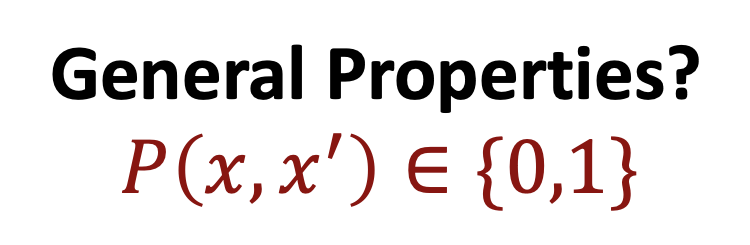 General Properties?
P(x, x′) ∈ {0,1}